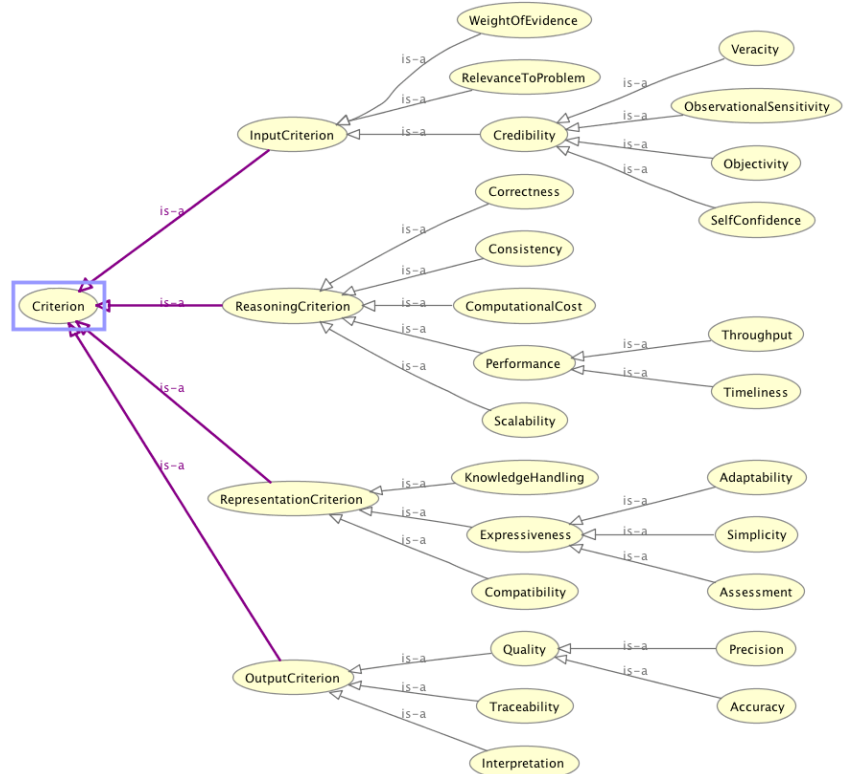 WeightOfEvidence
is-a
Veracity
RelevanceToProblem
is-a
is-a
ObservationalSensitivity
InputCriterion
is-a
Credibility
is-a
is-a
Objectivity
is-a
Correctness
SelfConfidence
is-a
is-a
Consistency
is-a
Criterion
is-a
ReasoningCriterion
is-a
ComputationalCost
is-a
Throughput
is-a
Performance
is-a
is-a
is-a
Timeliness
Scalability
is-a
KnowledgeHandling
Adaptability
is-a
RepresentationCriterion
is-a
is-a
Expressiveness
is-a
Simplicity
is-a
is-a
Compatibility
Assessment
Quality
is-a
Precision
is-a
OutputCriterion
is-a
is-a
Traceability
Accuracy
is-a
Interpretation